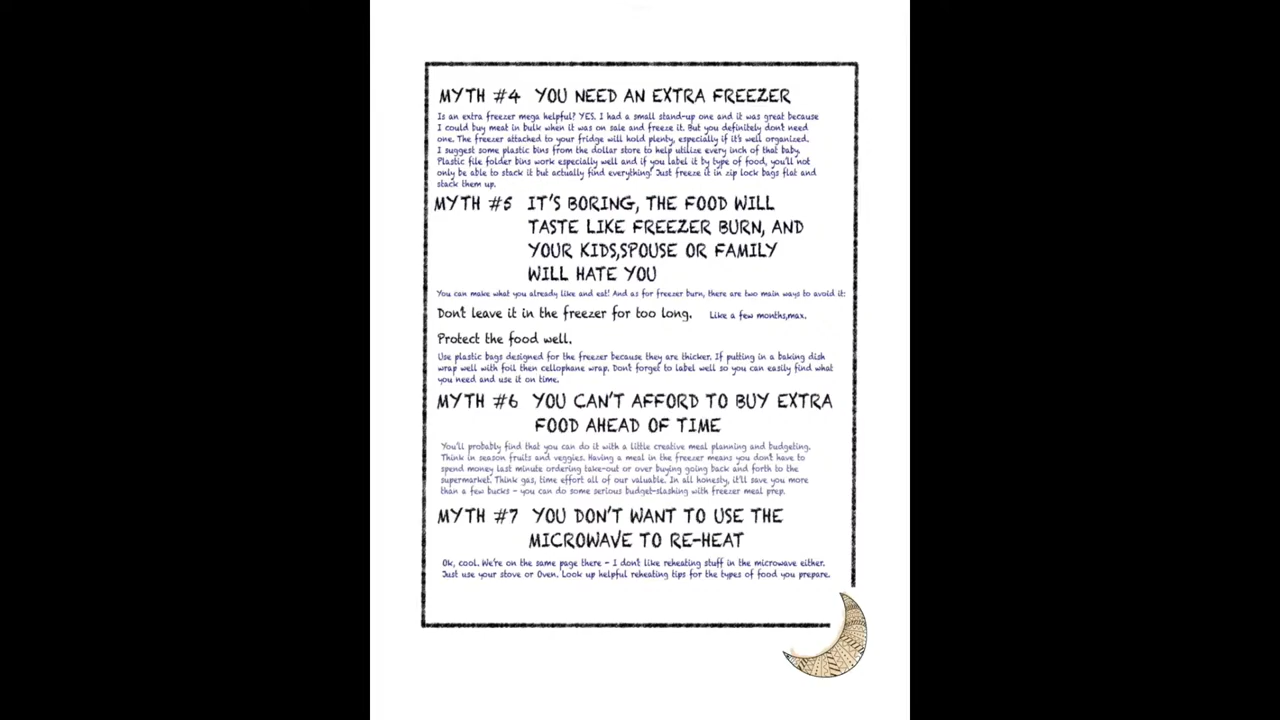 MYTH #4 YOU NEED AN EXTRA FREEZER
Is an extra freezer mega helpful? YES. I had a small stand-up one and it was great because
I could buy meat in bulk when it was on sale and freeze it. But you definitely don't need
one. The freezer attached to your fridge will hold plenty, especially if it's well organized.
I suggest some plastic bins from the dollar store to help utilize every inch of that baby.
Plastic file folder bins work especially well and if you label it by type of food, you'll not
only be able to stack it but actually find everything! Just freeze it in zip lock bags flat and
stack them up.
MYTH #5 IT'S BORING, THE FOOD WILL
TASTE LIKE FREEZER BURN, AND
YOUR KIDS,SPOUSE OR FAMILY
WILL HATE YOU
You can make what you already like and eat! And as for freezer burn, there are two main ways to avoid it:
Don't leave it in the freezer for too long. Like a few months,max.
Protect the food well.
Use plastic bags designed for the freezer because they are thicker. If putting in a baking dish
wrap well with foil then cellophane wrap. Don't forget to label well so you can easily find what
you need and use it on time.
MYTH #6 YOU CAN'T AFFORD TO BUY EXTRA
FOOD AHEAD OF TIME
You'll probably find that you can do it with a little creative meal planning and budgeting.
Think in season fruits and veggies. Having a meal in the freezer means you don't have to
spend money last minute ordering take-out or over buying going back and forth to the
supermarket. Think gas, time effort all of our valuable. In all honesty, it'll save you more
than a few bucks - you can do some serious budget-slashing with freezer meal prep.
MYTH #7 YOU DON'T WANT TO USE THE
MICROWAVE TO RE-HEAT
Ok, cool. We're on the same page there - I don't like reheating stuff in the microwave either.
Just use your stove or Oven. Look up helpful reheating tips for the types of food you prepare.